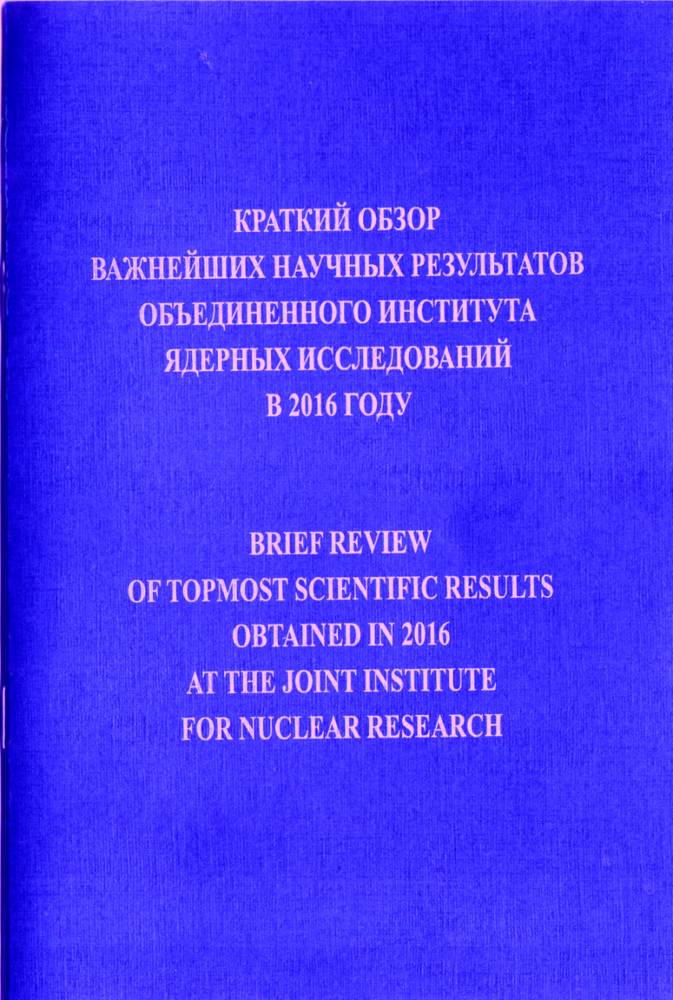 КРАТКИЙ ОБЗОР
ВАЖНЕЙШИХ НАУЧНЫХ РЕЗУЛЬТАТОВ
ОБЪЕДИНЕННОГО ИНСТИТУТА
ЯДЕРНЫХ ИССЛЕДОВАНИЙ
В 2016 ГОДУ
BRIEF REVIEW
OF TOPMOST SCIENTIFIC RESULTS
OBTAINED IN 2016
AT THE JOINT INSTITUTE
FOR NUCLEAR RESEARCH